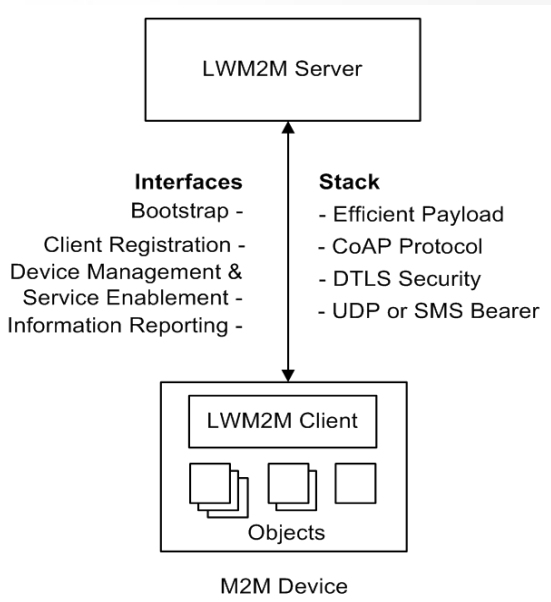 LWM2M Server
Interfaces
Bootstrap -
Client Registration -
Device Management &
Service Enablement -
Information Reporting -
Stack
- Efficient Payload
- CoAP Protocol
- DTLS Security
- UDP or SMS Bearer
LWM2M Client
Objects
M2M Device